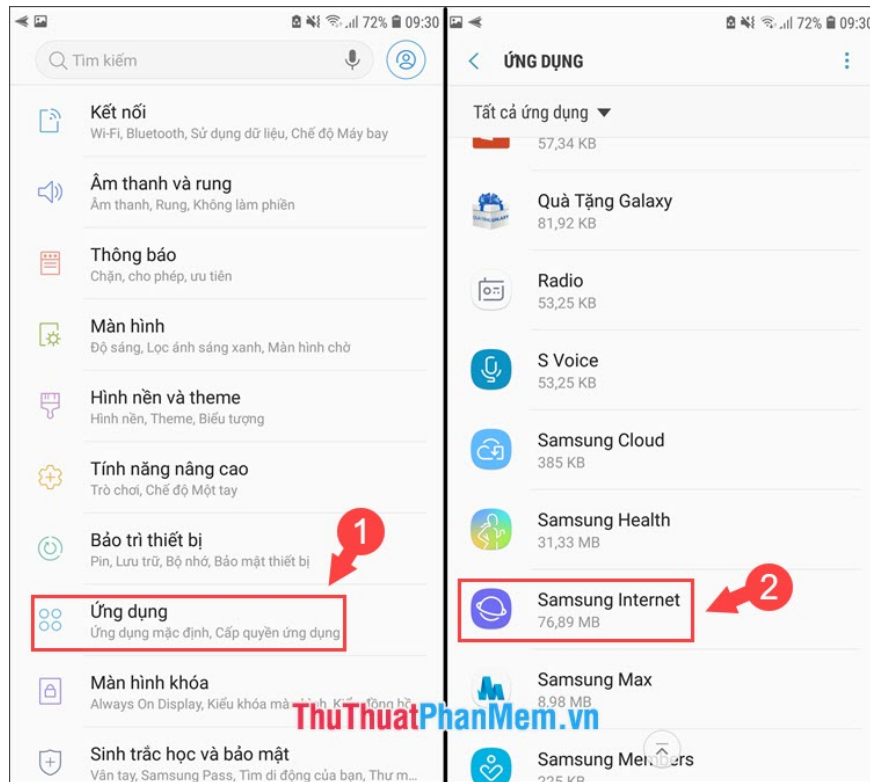 72% 09:30
Tìm kiếm
Kết nối
Wi-Fi, Bluetooth, Sử dụng dữ liệu, Chế độ Máy bay
Âm thanh và rung
Âm thanh, Rung, Không làm phiền
Thông báo
Chặn, cho phép, ưu tiên
Màn hình
Độ sáng, Lọc ánh sáng xanh, Màn hình chờ
Hình nền và theme
Hình nền, Theme, Biểu tượng
Tính năng nâng cao
Trò chơi, Chế độ Một tay
Bảo trì thiết bị
Pin, Lưu trữ, Bộ nhớ, Bảo mật thiết bị
1
Ứng dụng
Ứng dụng mặc định, Cấp quyền ứng dụng
Màn hình khóa
Always On Display, Kiểu khóa màn hình, Kiểu đồng hồ
Sinh trắc học và bảo mật
Vân tay, Samsung Pass, Tìm di động của bạn, Thư m...
72% 09:30
ỨNG DỤNG
Tất cả ứng dụng
57,34 KB
Quà Tặng Galaxy
81,92 KB
Radio
53,25 KB
S Voice
53,25 KB
Samsung Cloud
385 KB
Samsung Health
31,33 MB
Samsung Internet
76,89 MB
2
Samsung Max
8,98 MB
Samsung Members
225 KB
ThuThuatPhanMem.vn